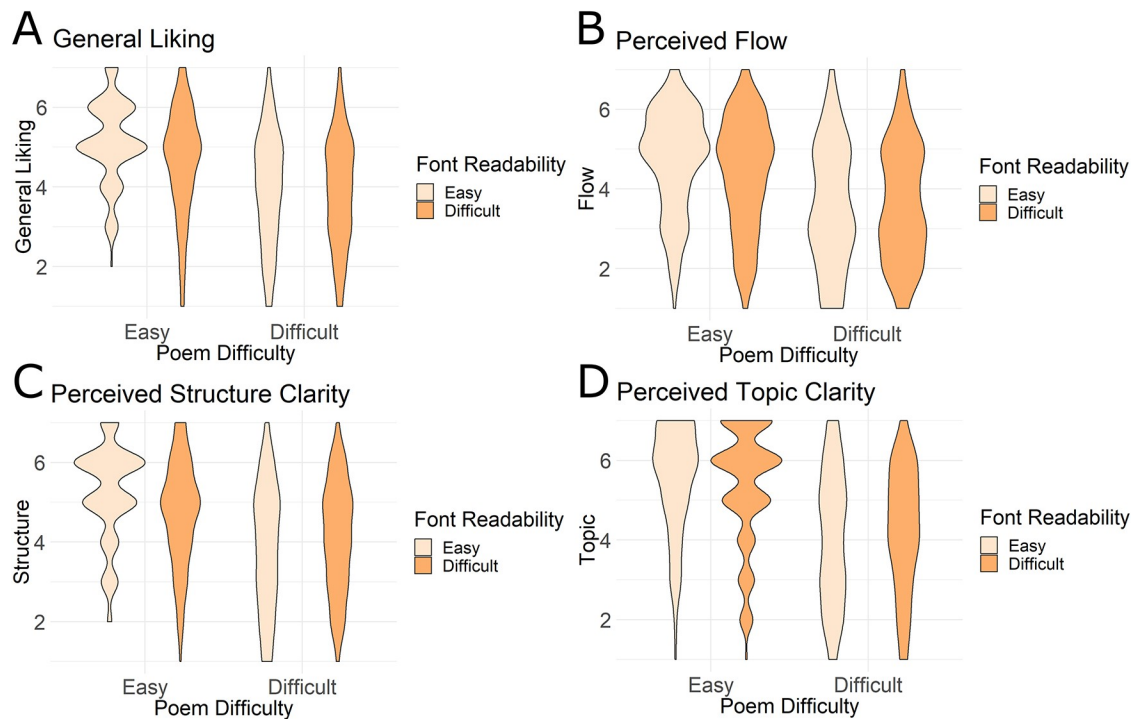 A General Liking
General Liking
6
4
2
Easy Difficult
Poem Difficulty
Font Readability
Easy
Difficult
B Perceived Flow
Flow
6
4
2
Easy Difficult
Poem Difficulty
Font Readability
Easy
Difficult
C Perceived Structure Clarity
Structure
6
4
2
Easy Difficult
Poem Difficulty
Font Readability
Easy
Difficult
D Perceived Topic Clarity
Topic
6
4
2
Easy Difficult
Poem Difficulty
Font Readability
Easy
Difficult